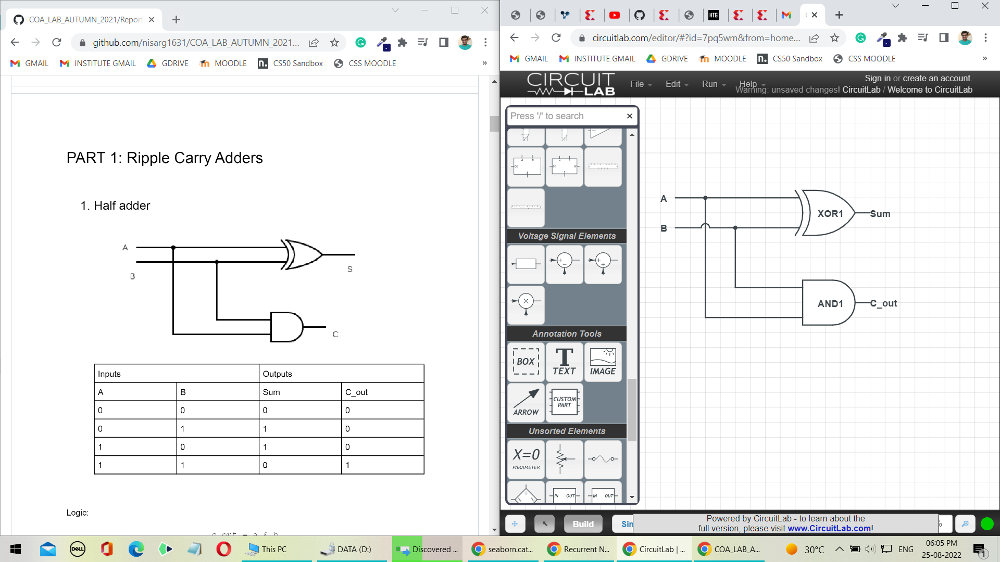 COA_LAB_AUTUMN_2021/Report
github.com/nisarg1631/COA_LAB_AUTUMN_2021...
GMAIL INSTITUTE GMAIL GDRIVE MOODLE CS50 Sandbox CSS MOODLE
PART 1: Ripple Carry Adders
1. Half adder
A
B
S
C
Inputs Outputs
A B Sum C_out
0 0 0 0
0 1 1 0
1 0 1 0
1 1 0 1
Logic:
HTG
circuitlab.com/editor/#?id=7pq5wm&from=home...
GMAIL INSTITUTE GMAIL GDRIVE MOODLE CS50 Sandbox CSS MOODLE
CIRCUIT
LAB
File Edit Run Help
Sign in or create an account.
Warning: unsaved changes! CircuitLab / Welcome to CircuitLab
Press '/' to search
Voltage Signal Elements
Annotation Tools
BOX TEXT IMAGE
ARROW CUSTOM PART
Unsorted Elements
X=0
PARAMETER
IN OUT IN OUT
A
B
XOR1 Sum
AND1 C_out
Build Sim
Powered by CircuitLab - to learn about the
full version, please visit www.CircuitLab.com!
DELL This PC DATA (D:) Discovered ... seaborn.cat... Recurrent N... CircuitLab | ... COA_LAB_A... 30°C ENG 06:05 PM
25-08-2022
1